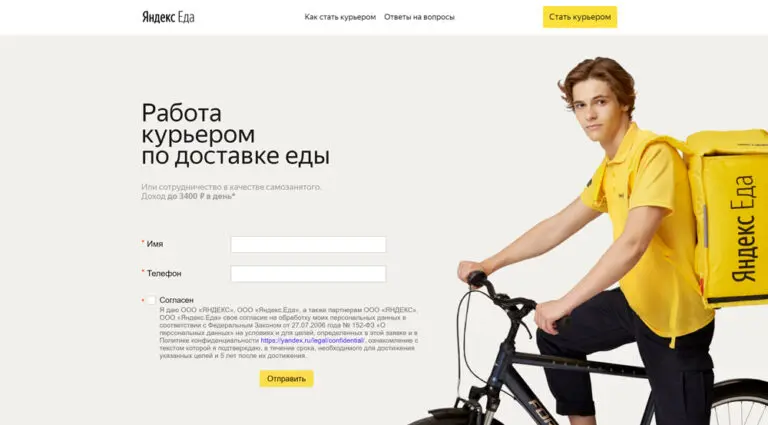 Яндекс Еда
Как стать курьером
Ответы на вопросы
Стать курьером
Работа
курьером
по доставке еды
Или сотрудничество в качестве самозанятого.
Доход до 3400 ₽ в день*
* Имя
* Телефон
* Согласен
Я даю ООО «ЯНДЕКС», ООО «Яндекс.Еда», а также партнерам ООО «ЯНДЕКС»,
ООО «Яндекс.Еда» свое согласие на обработку моих персональных данных в
соответствии с Федеральным Законом от 27.07.2006 года № 152-ФЗ «О
персональных данных» на условиях и для целей, определенных в этой заявке и в
Политике конфиденциальности https://yandex.ru/legal/confidential/, ознакомление с
текстом которой я подтверждаю, в течение срока, необходимого для достижения
указанных целей и 5 лет после их достижения.
Отправить
Яндекс Еда